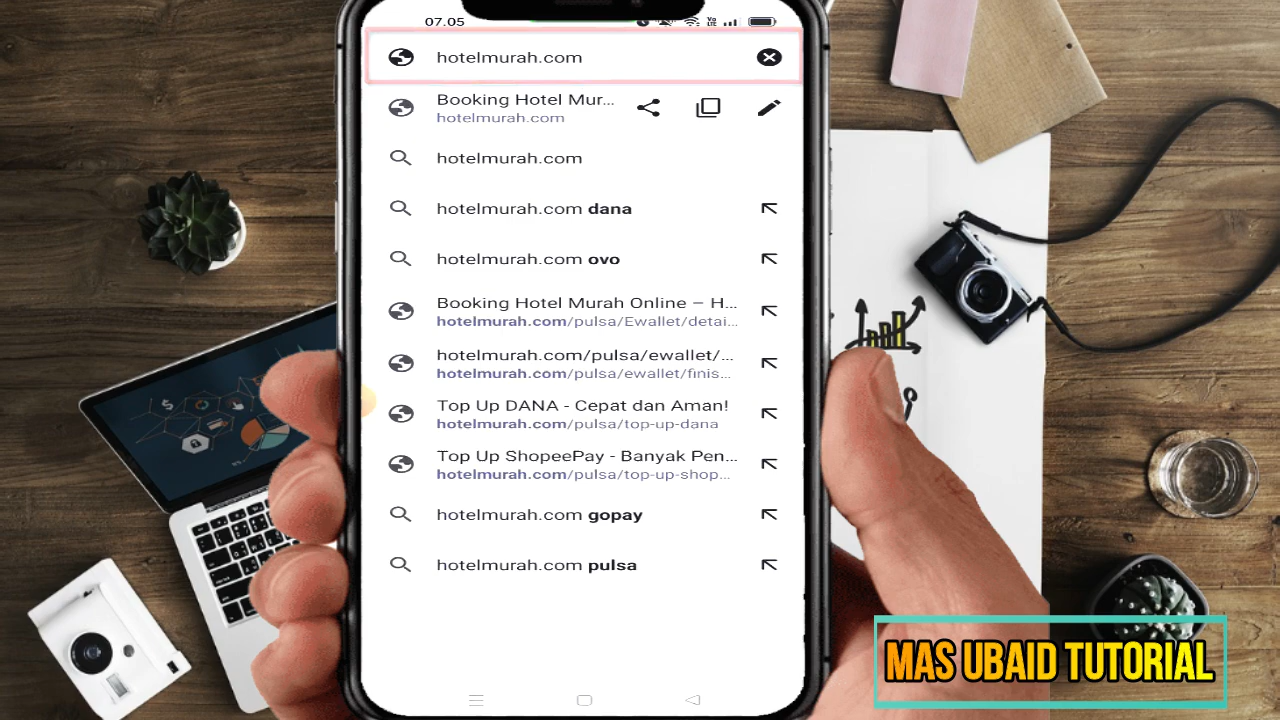 07.05
Vo
LTE
hotelmurah.com
Booking Hotel Mur...
hotelmurah.com
hotelmurah.com
hotelmurah.com dana
hotelmurah.com ovo
Booking Hotel Murah Online – H...
hotelmurah.com/pulsa/Ewallet/detai...
hotelmurah.com/pulsa/ewallet/...
hotelmurah.com/pulsa/ewallet/finis...
Top Up DANA - Cepat dan Aman!
hotelmurah.com/pulsa/top-up-dana
Top Up ShopeePay - Banyak Pen...
hotelmurah.com/pulsa/top-up-shop...
hotelmurah.com gopay
hotelmurah.com pulsa
MAS UBAID TUTORIAL